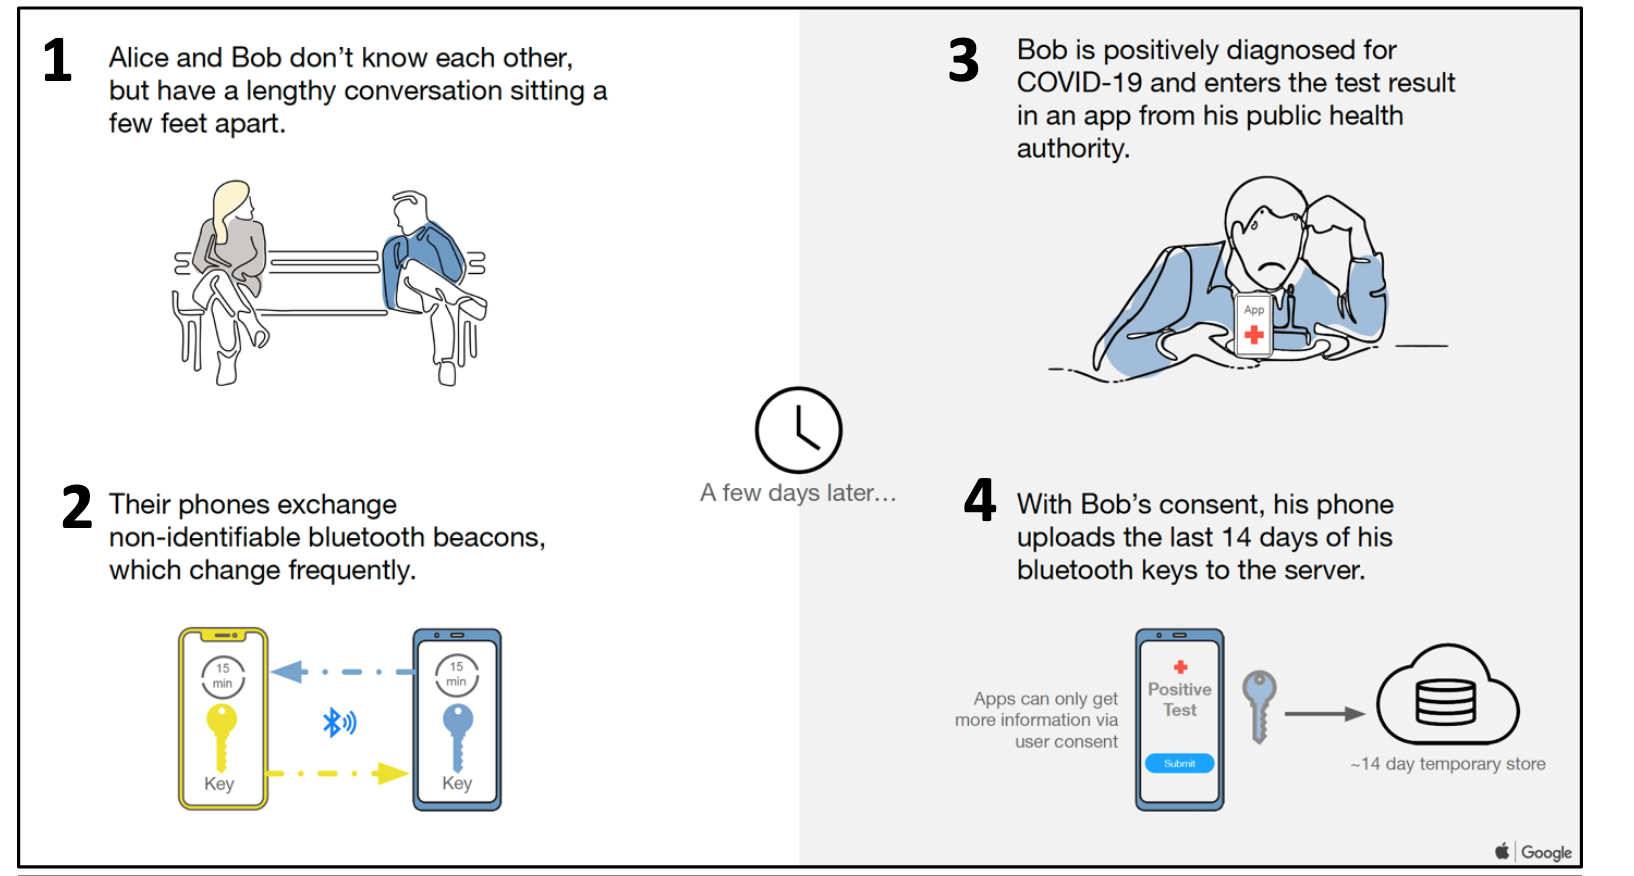 1
Alice and Bob don’t know each other,
but have a lengthy conversation sitting a
few feet apart.
2
Their phones exchange
non-identifiable bluetooth beacons,
which change frequently.
15
min
Key
15
min
Key
A few days later...
3
Bob is positively diagnosed for
COVID-19 and enters the test result
in an app from his public health
authority.
App
4
With Bob’s consent, his phone
uploads the last 14 days of his
bluetooth keys to the server.
Apps can only get
more information via
user consent
Positive
Test
Submit
~14 day temporary store
Google